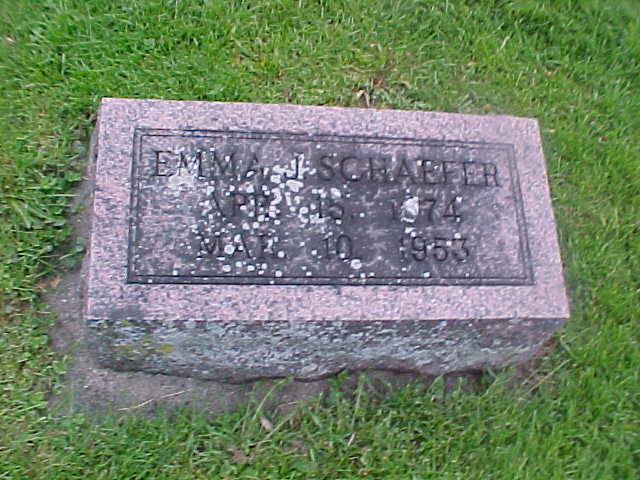 EMMA J. SCHAEFER
APR. 15, 1874
MAR. 10, 1953